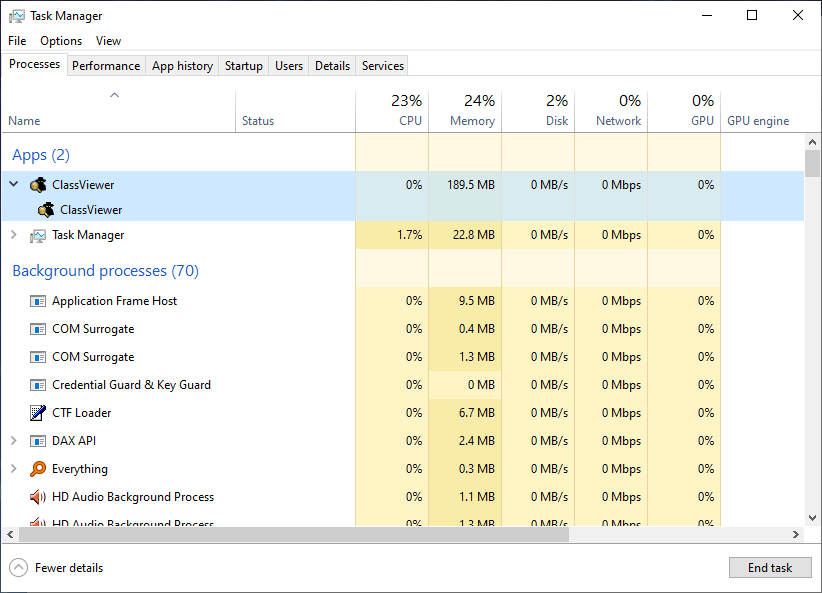 Task Manager
File Options View
Processes Performance App history Startup Users Details Services
23% 24% 2% 0% 0%
Name Status CPU Memory Disk Network GPU GPU engine
Apps (2)
ClassViewer 0% 189.5 MB 0 MB/s 0 Mbps 0%
ClassViewer
Task Manager 1.7% 22.8 MB 0 MB/s 0 Mbps 0%
Background processes (70)
Application Frame Host 0% 9.5 MB 0 MB/s 0 Mbps 0%
COM Surrogate 0% 0.4 MB 0 MB/s 0 Mbps 0%
COM Surrogate 0% 1.3 MB 0 MB/s 0 Mbps 0%
Credential Guard & Key Guard 0% 0 MB 0 MB/s 0 Mbps 0%
CTF Loader 0% 6.7 MB 0 MB/s 0 Mbps 0%
DAX API 0% 2.4 MB 0 MB/s 0 Mbps 0%
Everything 0% 0.3 MB 0 MB/s 0 Mbps 0%
HD Audio Background Process 0% 1.1 MB 0 MB/s 0 Mbps 0%
HD Audio Background Process 0% 1.3 MB 0 MB/s 0 Mbps 0%
Fewer details End task